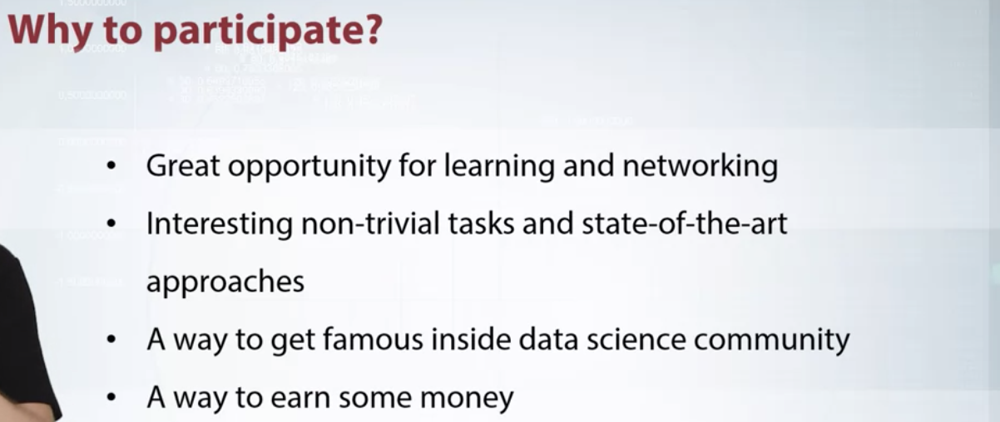 Why to participate?
• Great opportunity for learning and networking
• Interesting non-trivial tasks and state-of-the-art
approaches
• A way to get famous inside data science community
• A way to earn some money